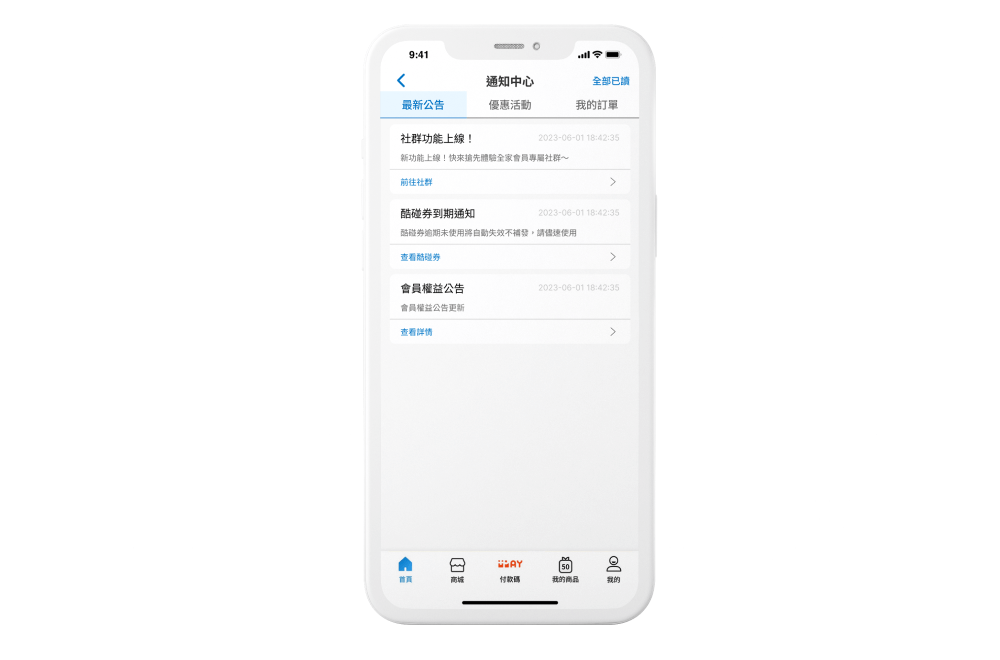 9:41
通知中心
全部已讀
最新公告
優惠活動
我的訂單
社群功能上線！
2023-06-01 18:42:35
新功能上線！快來搶先體驗全家會員專屬社群～
前往社群
酷碰券到期通知
2023-06-01 18:42:35
酷碰券逾期未使用將自動失效不補發，請儘速使用
查看酷碰券
會員權益公告
2023-06-01 18:42:35
會員權益公告更新
查看詳情
50
首頁
商城
付款碼
我的商品
我的